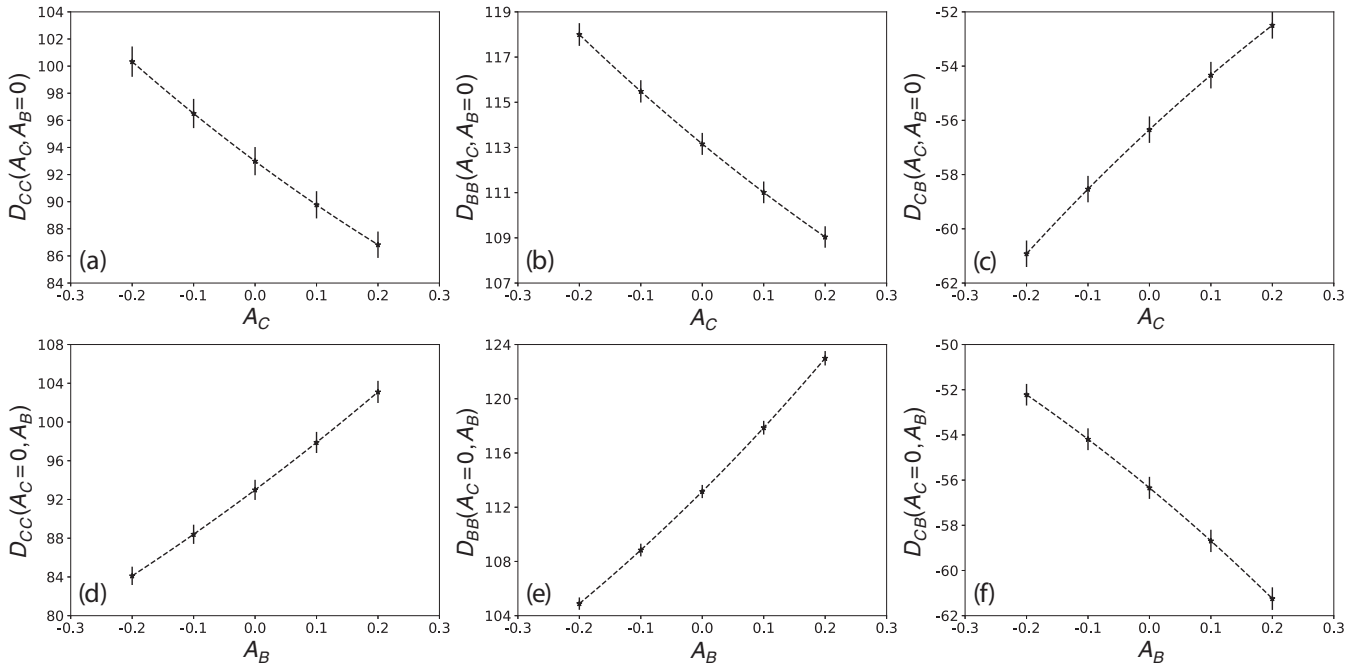 D_CC(A_C, A_B=0)
104
102
100
98
96
94
92
90
88
86
84
(a)
-0.3 -0.2 -0.1 0.0 0.1 0.2 0.3
A_C
D_BB(A_C, A_B=0)
119
117
115
113
111
109
107
(b)
-0.3 -0.2 -0.1 0.0 0.1 0.2 0.3
A_C
D_CB(A_C, A_B=0)
-52
-54
-56
-58
-60
-62
(c)
-0.3 -0.2 -0.1 0.0 0.1 0.2 0.3
A_C
D_CC(A_C=0, A_B)
108
104
100
96
92
88
84
80
(d)
-0.3 -0.2 -0.1 0.0 0.1 0.2 0.3
A_B
D_BB(A_C=0, A_B)
124
120
116
112
108
104
(e)
-0.3 -0.2 -0.1 0.0 0.1 0.2 0.3
A_B
D_CB(A_C=0, A_B)
-50
-52
-54
-56
-58
-60
-62
(f)
-0.3 -0.2 -0.1 0.0 0.1 0.2 0.3
A_B